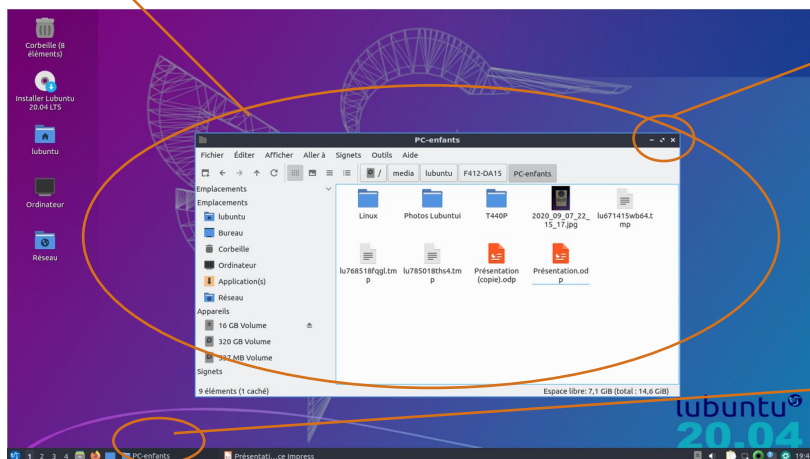 Corbeille (8
éléments)
Installer Lubuntu
20.04 LTS
lubuntu
Ordinateur
Réseau
PC-enfants
Fichier Éditer Afficher Aller à Signets Outils Aide
/ media lubuntu F412-DA15 PC-enfants
Emplacements
Emplacements
lubuntu
Bureau
Corbeille
Ordinateur
Application(s)
Réseau
Appareils
16 GB Volume
320 GB Volume
MB Volume
Signets
Linux
Photos Lubuntui
T440P
2020_09_07_22_
15_17.jpg
lu671415wb64.t
mp
lu768518fqgl.tm
p
lu785018ths4.tm
p
Présentation
(copie).odp
Présentation.od
p
9 éléments (1 caché)
Espace libre: 7,1 GiB (total : 14,6 GiB)
lubuntu
20.04
1 2 3 4 PC-enfants Présentati...ce Impress 19:4